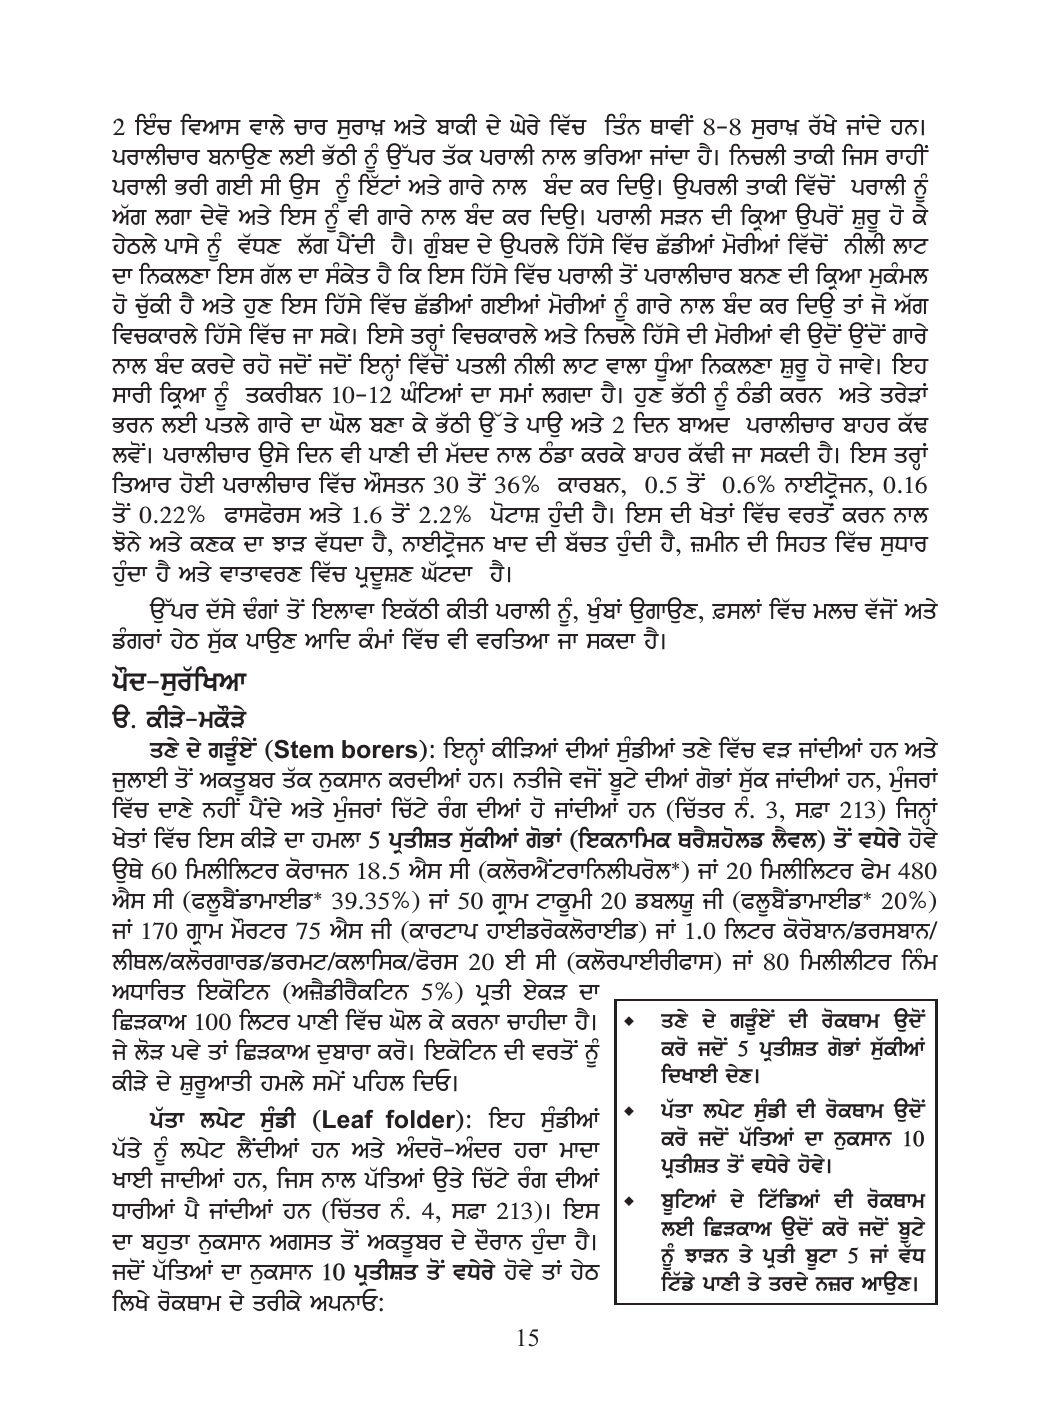 2 ਇੰਚ ਵਿਆਸ ਵਾਲੇ ਚਾਰ ਸੁਰਾਖ਼ ਅਤੇ ਬਾਕੀ ਦੇ ਘੇਰੇ ਵਿੱਚ ਤਿੰਨ ਥਾਵੀਂ 8-8 ਸੁਰਾਖ਼ ਰੱਖੇ ਜਾਂਦੇ ਹਨ।
ਪਰਾਲੀਚਾਰ ਬਨਾਉਣ ਲਈ ਭੱਠੀ ਨੂੰ ਉੱਪਰ ਤੱਕ ਪਰਾਲੀ ਨਾਲ ਭਰਿਆ ਜਾਂਦਾ ਹੈ। ਨਿਚਲੀ ਤਾਕੀ ਜਿਸ ਰਾਹੀਂ
ਪਰਾਲੀ ਭਰੀ ਗਈ ਸੀ ਉਸ ਨੂੰ ਇੱਟਾਂ ਅਤੇ ਗਾਰੇ ਨਾਲ ਬੰਦ ਕਰ ਦਿਉ। ਉਪਰਲੀ ਤਾਕੀ ਵਿੱਚੋਂ ਪਰਾਲੀ ਨੂੰ
ਅੱਗ ਲਗਾ ਦੇਵੋ ਅਤੇ ਇਸ ਨੂੰ ਵੀ ਗਾਰੇ ਨਾਲ ਬੰਦ ਕਰ ਦਿਉ। ਪਰਾਲੀ ਸੜਨ ਦੀ ਕ੍ਰਿਆ ਉਪਰੋਂ ਸ਼ੁਰੂ ਹੋ ਕੇ
ਹੇਠਲੇ ਪਾਸੇ ਨੂੰ ਵੱਧਣ ਲੱਗ ਪੈਂਦੀ ਹੈ। ਗੁੰਬਦ ਦੇ ਉਪਰਲੇ ਹਿੱਸੇ ਵਿੱਚ ਛੱਡੀਆਂ ਮੋਰੀਆਂ ਵਿੱਚੋਂ ਨੀਲੀ ਲਾਟ
ਦਾ ਨਿਕਲਣਾ ਇਸ ਗੱਲ ਦਾ ਸੰਕੇਤ ਹੈ ਕਿ ਇਸ ਹਿੱਸੇ ਵਿੱਚ ਪਰਾਲੀ ਤੋਂ ਪਰਾਲੀਚਾਰ ਬਨਣ ਦੀ ਕ੍ਰਿਆ ਮੁਕੰਮਲ
ਹੋ ਚੁੱਕੀ ਹੈ ਅਤੇ ਹੁਣ ਇਸ ਹਿੱਸੇ ਵਿੱਚ ਛੱਡੀਆਂ ਗਈਆਂ ਮੋਰੀਆਂ ਨੂੰ ਗਾਰੇ ਨਾਲ ਬੰਦ ਕਰ ਦਿਉ ਤਾਂ ਜੋ ਅੱਗ
ਵਿਚਕਾਰਲੇ ਹਿੱਸੇ ਵਿੱਚ ਜਾ ਸਕੇ। ਇਸੇ ਤਰ੍ਹਾਂ ਵਿਚਕਾਰਲੇ ਅਤੇ ਨਿਚਲੇ ਹਿੱਸੇ ਦੀ ਮੋਰੀਆਂ ਵੀ ਉਦੋਂ ਉਂਦੋਂ ਗਾਰੇ
ਨਾਲ ਬੰਦ ਕਰਦੇ ਰਹੋ ਜਦੋਂ ਜਦੋਂ ਇਨ੍ਹਾਂ ਵਿੱਚੋਂ ਪਤਲੀ ਨੀਲੀ ਲਾਟ ਵਾਲਾ ਧੂੰਆ ਨਿਕਲਣਾ ਸ਼ੁਰੂ ਹੋ ਜਾਵੇ। ਇਹ
ਸਾਰੀ ਕ੍ਰਿਆ ਨੂੰ ਤਕਰੀਬਨ 10-12 ਘੰਟਿਆਂ ਦਾ ਸਮਾਂ ਲਗਦਾ ਹੈ। ਹੁਣ ਭੱਠੀ ਨੂੰ ਠੰਡੀ ਕਰਨ ਅਤੇ ਤਰੇੜਾਂ
ਭਰਨ ਲਈ ਪਤਲੇ ਗਾਰੇ ਦਾ ਘੋਲ ਬਣਾ ਕੇ ਭੱਠੀ ਉੱਤੇ ਪਾਉ ਅਤੇ 2 ਦਿਨ ਬਾਅਦ ਪਰਾਲੀਚਾਰ ਬਾਹਰ ਕੱਢ
ਲਵੋਂ। ਪਰਾਲੀਚਾਰ ਉਸੇ ਦਿਨ ਵੀ ਪਾਣੀ ਦੀ ਮੱਦਦ ਨਾਲ ਠੰਡਾ ਕਰਕੇ ਬਾਹਰ ਕੱਢੀ ਜਾ ਸਕਦੀ ਹੈ। ਇਸ ਤਰ੍ਹਾਂ
ਤਿਆਰ ਹੋਈ ਪਰਾਲੀਚਾਰ ਵਿੱਚ ਔਸਤਨ 30 ਤੋਂ 36% ਕਾਰਬਨ, 0.5 ਤੋਂ 0.6% ਨਾਈਟ੍ਰੋਜਨ, 0.16
ਤੋਂ 0.22% ਫਾਸਫੋਰਸ ਅਤੇ 1.6 ਤੋਂ 2.2% ਪੋਟਾਸ਼ ਹੁੰਦੀ ਹੈ। ਇਸ ਦੀ ਖੇਤਾਂ ਵਿੱਚ ਵਰਤੋਂ ਕਰਨ ਨਾਲ
ਝੋਨੇ ਅਤੇ ਕਣਕ ਦਾ ਝਾੜ ਵੱਧਦਾ ਹੈ, ਨਾਈਟ੍ਰੋਜਨ ਖਾਦ ਦੀ ਬੱਚਤ ਹੁੰਦੀ ਹੈ, ਜ਼ਮੀਨ ਦੀ ਸਿਹਤ ਵਿੱਚ ਸੁਧਾਰ
ਹੁੰਦਾ ਹੈ ਅਤੇ ਵਾਤਾਵਰਣ ਵਿੱਚ ਪ੍ਰਦੂਸ਼ਣ ਘੱਟਦਾ ਹੈ।
ਉੱਪਰ ਦੱਸੇ ਢੰਗਾਂ ਤੋਂ ਇਲਾਵਾ ਇਕੱਠੀ ਕੀਤੀ ਪਰਾਲੀ ਨੂੰ, ਖੁੰਬਾਂ ਉਗਾਉਣ, ਫ਼ਸਲਾਂ ਵਿੱਚ ਮਲਚ ਵੱਜੋਂ ਅਤੇ
ਡੰਗਰਾਂ ਹੇਠ ਸੁੱਕ ਪਾਉਣ ਆਦਿ ਕੰਮਾਂ ਵਿੱਚ ਵੀ ਵਰਤਿਆ ਜਾ ਸਕਦਾ ਹੈ।
ਪੌਦ-ਸੁਰੱਖਿਆ
ੳ. ਕੀੜੇ-ਮਕੌੜੇ
ਤਣੇ ਦੇ ਗੜੂੰਏਂ (Stem borers): ਇਨ੍ਹਾਂ ਕੀੜਿਆਂ ਦੀਆਂ ਸੁੰਡੀਆਂ ਤਣੇ ਵਿੱਚ ਵੜ ਜਾਂਦੀਆਂ ਹਨ ਅਤੇ
ਜੁਲਾਈ ਤੋਂ ਅਕਤੂਬਰ ਤੱਕ ਨੁਕਸਾਨ ਕਰਦੀਆਂ ਹਨ। ਨਤੀਜੇ ਵਜੋਂ ਬੂਟੇ ਦੀਆਂ ਗੋਭਾਂ ਸੁੱਕ ਜਾਂਦੀਆਂ ਹਨ, ਮੁੰਜਰਾਂ
ਵਿੱਚ ਦਾਣੇ ਨਹੀਂ ਪੈਂਦੇ ਅਤੇ ਮੁੰਜਰਾਂ ਚਿੱਟੇ ਰੰਗ ਦੀਆਂ ਹੋ ਜਾਂਦੀਆਂ ਹਨ (ਚਿੱਤਰ ਨੰ. 3, ਸਫ਼ਾ 213) ਜਿਨ੍ਹਾਂ
ਖੇਤਾਂ ਵਿੱਚ ਇਸ ਕੀੜੇ ਦਾ ਹਮਲਾ 5 ਪ੍ਰਤੀਸ਼ਤ ਸੁੱਕੀਆਂ ਗੋਭਾਂ (ਇਕਨਾਮਿਕ ਥਰੈਸ਼ਹੋਲਡ ਲੈਵਲ) ਤੋਂ ਵਧੇਰੇ ਹੋਵੇ
ਉਥੇ 60 ਮਿਲੀਲਿਟਰ ਕੋਰਾਜਨ 18.5 ਐਸ ਸੀ (ਕਲੋਰਐਂਟਰਾਨਿਲੀਪਰੋਲ*) ਜਾਂ 20 ਮਿਲੀਲਿਟਰ ਫੇਮ 480
ਐਸ ਸੀ (ਫਲੂਬੈਂਡਾਮਾਈਡ* 39.35%) ਜਾਂ 50 ਗ੍ਰਾਮ ਟਾਕੂਮੀ 20 ਡਬਲਯੂ ਜੀ (ਫਲੂਬੈਂਡਾਮਾਈਡ* 20%)
ਜਾਂ 170 ਗ੍ਰਾਮ ਮੌਰਟਰ 75 ਐਸ ਜੀ (ਕਾਰਟਾਪ ਹਾਈਡਰੋਕਲੋਰਾਈਡ) ਜਾਂ 1.0 ਲਿਟਰ ਕੋਰੋਬਾਨ/ਡਰਸਬਾਨ/
ਲੀਥਲ/ਕਲੋਰਗਾਰਡ/ਡਰਮਟ/ਕਲਾਸਿਕ/ਫੋਰਸ 20 ਈ ਸੀ (ਕਲੋਰਪਾਈਰੀਫਾਸ) ਜਾਂ 80 ਮਿਲੀਲੀਟਰ ਨਿੰਮ
ਅਧਾਰਿਤ ਇਕੋਟਿਨ (ਅਜ਼ੈਡੀਰੈਕਟਿਨ 5%) ਪ੍ਰਤੀ ਏਕੜ ਦਾ
ਛਿੜਕਾਅ 100 ਲਿਟਰ ਪਾਣੀ ਵਿੱਚ ਘੋਲ ਕੇ ਕਰਨਾ ਚਾਹੀਦਾ ਹੈ।
ਜੇ ਲੋੜ ਪਵੇ ਤਾਂ ਛਿੜਕਾਅ ਦੁਬਾਰਾ ਕਰੋ। ਇਕੋਟਿਨ ਦੀ ਵਰਤੋਂ ਨੂੰ
ਕੀੜੇ ਦੇ ਸ਼ੁਰੂਆਤੀ ਹਮਲੇ ਸਮੇਂ ਪਹਿਲ ਦਿਓ।
ਪੱਤਾ ਲਪੇਟ ਸੁੰਡੀ (Leaf folder): ਇਹ ਸੁੰਡੀਆਂ
ਪੱਤੇ ਨੂੰ ਲਪੇਟ ਲੈਂਦੀਆਂ ਹਨ ਅਤੇ ਅੰਦਰੋ-ਅੰਦਰ ਹਰਾ ਮਾਦਾ
ਖਾਈ ਜਾਦੀਆਂ ਹਨ, ਜਿਸ ਨਾਲ ਪੱਤਿਆਂ ਉਤੇ ਚਿੱਟੇ ਰੰਗ ਦੀਆਂ
ਧਾਰੀਆਂ ਪੈ ਜਾਂਦੀਆਂ ਹਨ (ਚਿੱਤਰ ਨੰ. 4, ਸਫ਼ਾ 213)। ਇਸ
ਦਾ ਬਹੁਤਾ ਨੁਕਸਾਨ ਅਗਸਤ ਤੋਂ ਅਕਤੂਬਰ ਦੇ ਦੌਰਾਨ ਹੁੰਦਾ ਹੈ।
ਜਦੋਂ ਪੱਤਿਆਂ ਦਾ ਨੁਕਸਾਨ 10 ਪ੍ਰਤੀਸ਼ਤ ਤੋਂ ਵਧੇਰੇ ਹੋਵੇ ਤਾਂ ਹੇਠ
ਲਿਖੇ ਰੋਕਥਾਮ ਦੇ ਤਰੀਕੇ ਅਪਨਾਓ:
◆ ਤਣੇ ਦੇ ਗੜੂੰਏਂ ਦੀ ਰੋਕਥਾਮ ਉਦੋਂ
ਕਰੋ ਜਦੋਂ 5 ਪ੍ਰਤੀਸ਼ਤ ਗੋਭਾਂ ਸੁੱਕੀਆਂ
ਦਿਖਾਈ ਦੇਣ।
◆ ਪੱਤਾ ਲਪੇਟ ਸੁੰਡੀ ਦੀ ਰੋਕਥਾਮ ਉਦੋਂ
ਕਰੋ ਜਦੋਂ ਪੱਤਿਆਂ ਦਾ ਨੁਕਸਾਨ 10
ਪ੍ਰਤੀਸ਼ਤ ਤੋਂ ਵਧੇਰੇ ਹੋਵੇ।
◆ ਬੂਟਿਆਂ ਦੇ ਟਿੱਡਿਆਂ ਦੀ ਰੋਕਥਾਮ
ਲਈ ਛਿੜਕਾਅ ਉਦੋਂ ਕਰੋ ਜਦੋਂ ਬੂਟੇ
ਨੂੰ ਝਾੜਨ ਤੇ ਪ੍ਰਤੀ ਬੂਟਾ 5 ਜਾਂ ਵੱਧ
ਟਿੱਡੇ ਪਾਣੀ ਤੇ ਤਰਦੇ ਨਜ਼ਰ ਆਉਣ।
15